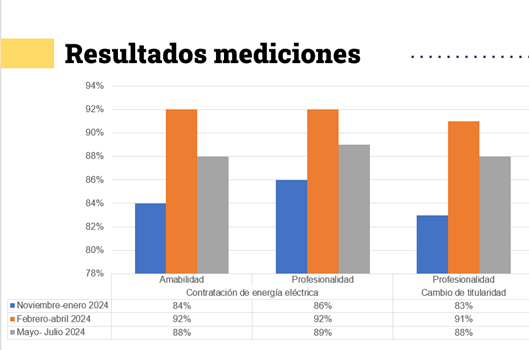 Resultados mediciones
94%
92%
90%
88%
86%
84%
82%
80%
78%
Amabilidad Profesionalidad Profesionalidad
Contratación de energía eléctrica Cambio de titularidad
Noviembre-enero 2024 84% 86% 83%
Febrero-abril 2024 92% 92% 91%
Mayo- Julio 2024 88% 89% 88%